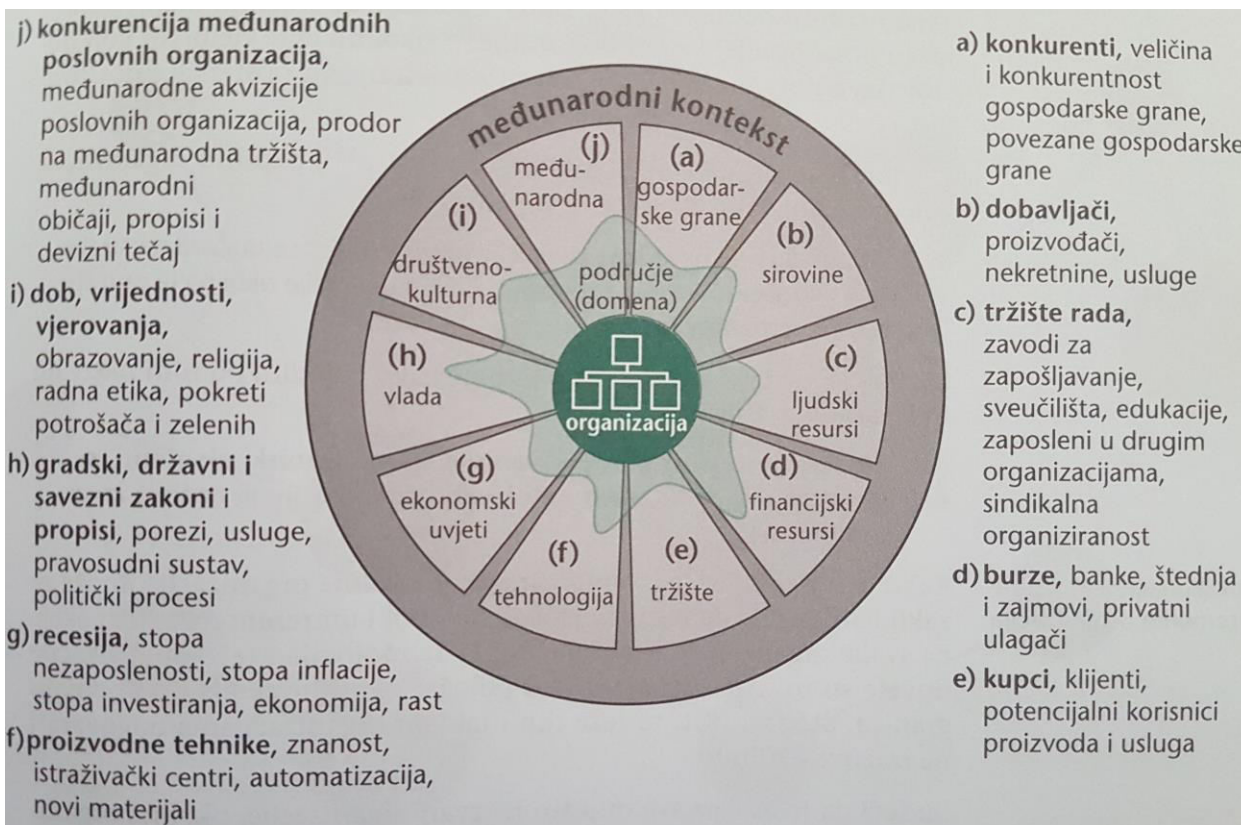 j) konkurencija međunarodnih
poslovnih organizacija,
međunarodne akvizicije
poslovnih organizacija, prodor
na međunarodna tržišta,
međunarodni
običaji, propisi i
devizni tečaj
i) dob, vrijednosti,
vjerovanja,
obrazovanje, religija,
radna etika, pokreti
potrošača i zelenih
h) gradski, državni i
savezni zakoni i
propisi, porezi, usluge,
pravosudni sustav,
politički procesi
g) recesija, stopa
nezaposlenosti, stopa inflacije,
stopa investiranja, ekonomija, rast
f) proizvodne tehnike, znanost,
istraživački centri, automatizacija,
novi materijali
međunarodni kontekst
(j)
među-
narodna
(a)
gospodar-
ske grane
(i)
društveno-
kulturna
(b)
sirovine
područje
(domena)
(h)
vlada
(c)
ljudski
resursi
organizacija
(g)
ekonomski
uvjeti
(d)
financijski
resursi
(f)
tehnologija
(e)
tržište
a) konkurenti, veličina
i konkurentnost
gospodarske grane,
povezane gospodarske
grane
b) dobavljači,
proizvođači,
nekretnine, usluge
c) tržište rada,
zavodi za
zapošljavanje,
sveučilišta, edukacije,
zaposleni u drugim
organizacijama,
sindikalna
organiziranost
d) burze, banke, štednja
i zajmovi, privatni
ulagači
e) kupci, klijenti,
potencijalni korisnici
proizvoda i usluga